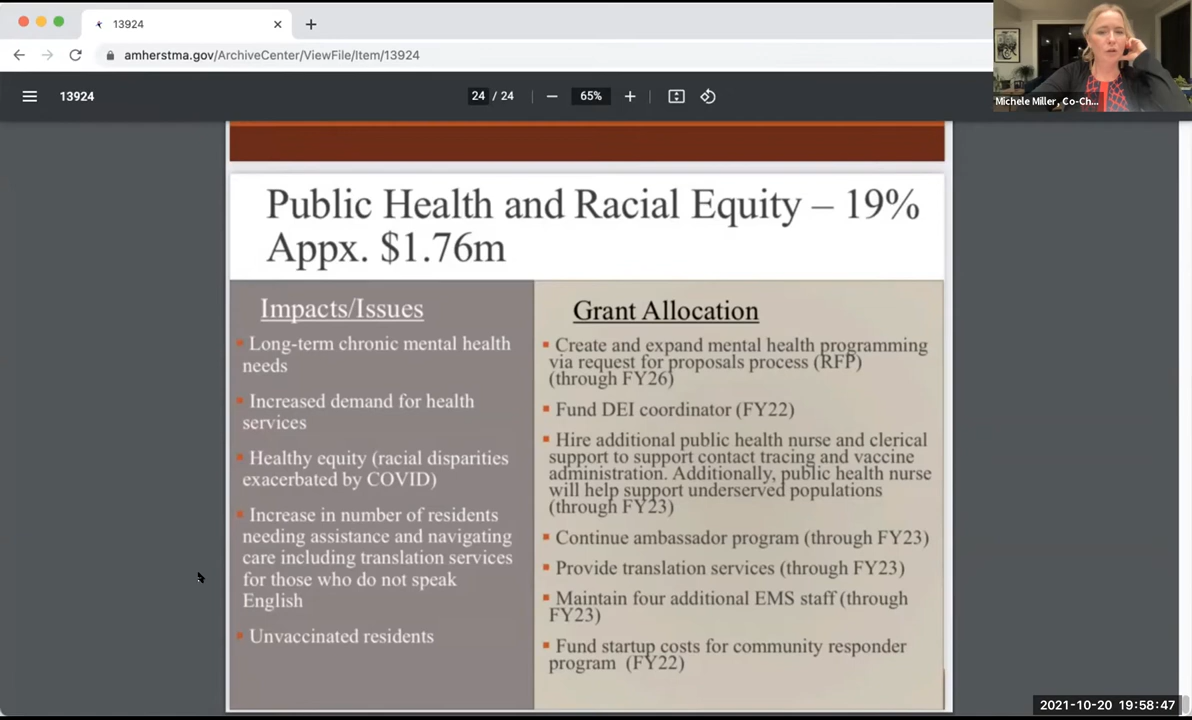 13924
amherstma.gov/ArchiveCenter/ViewFile/Item/13924
13924
24 / 24
65%
Michele Miller, Co-Ch...
Public Health and Racial Equity – 19%
Appx. $1.76m
Impacts/Issues
Long-term chronic mental health
needs
Increased demand for health
services
Healthy equity (racial disparities
exacerbated by COVID)
Increase in number of residents
needing assistance and navigating
care including translation services
for those who do not speak
English
Unvaccinated residents
Grant Allocation
Create and expand mental health programming
via request for proposals process (RFP)
(through FY26)
Fund DEI coordinator (FY22)
Hire additional public health nurse and clerical
support to support contact tracing and vaccine
administration. Additionally, public health nurse
will help support underserved populations
(through FY23)
Continue ambassador program (through FY23)
Provide translation services (through FY23)
Maintain four additional EMS staff (through
FY23)
Fund startup costs for community responder
program (FY22)
2021-10-20 19:58:47